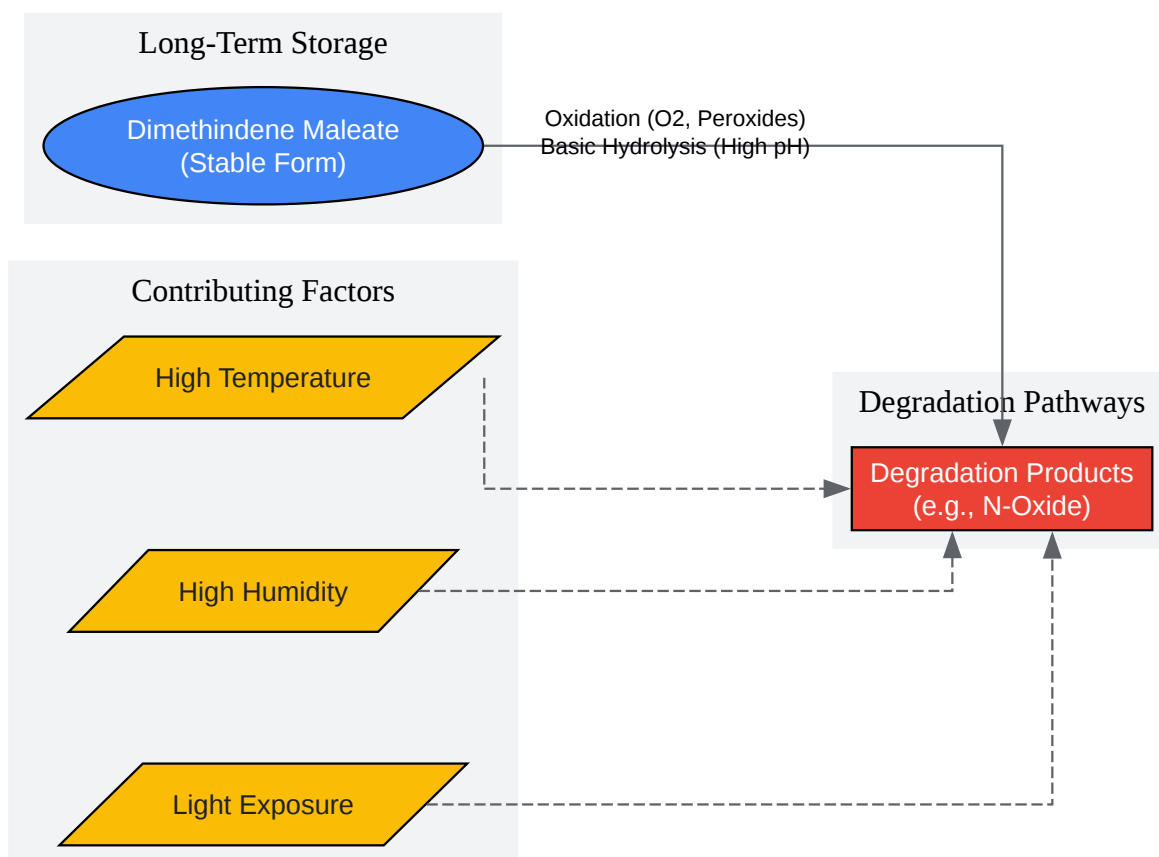 Long-Term Storage
Dimethindene Maleate
(Stable Form)
Oxidation (O2, Peroxides)
Basic Hydrolysis (High pH)
Contributing Factors
High Temperature
Degradation Pathways
Degradation Products
(e.g., N-Oxide)
High Humidity
Light Exposure